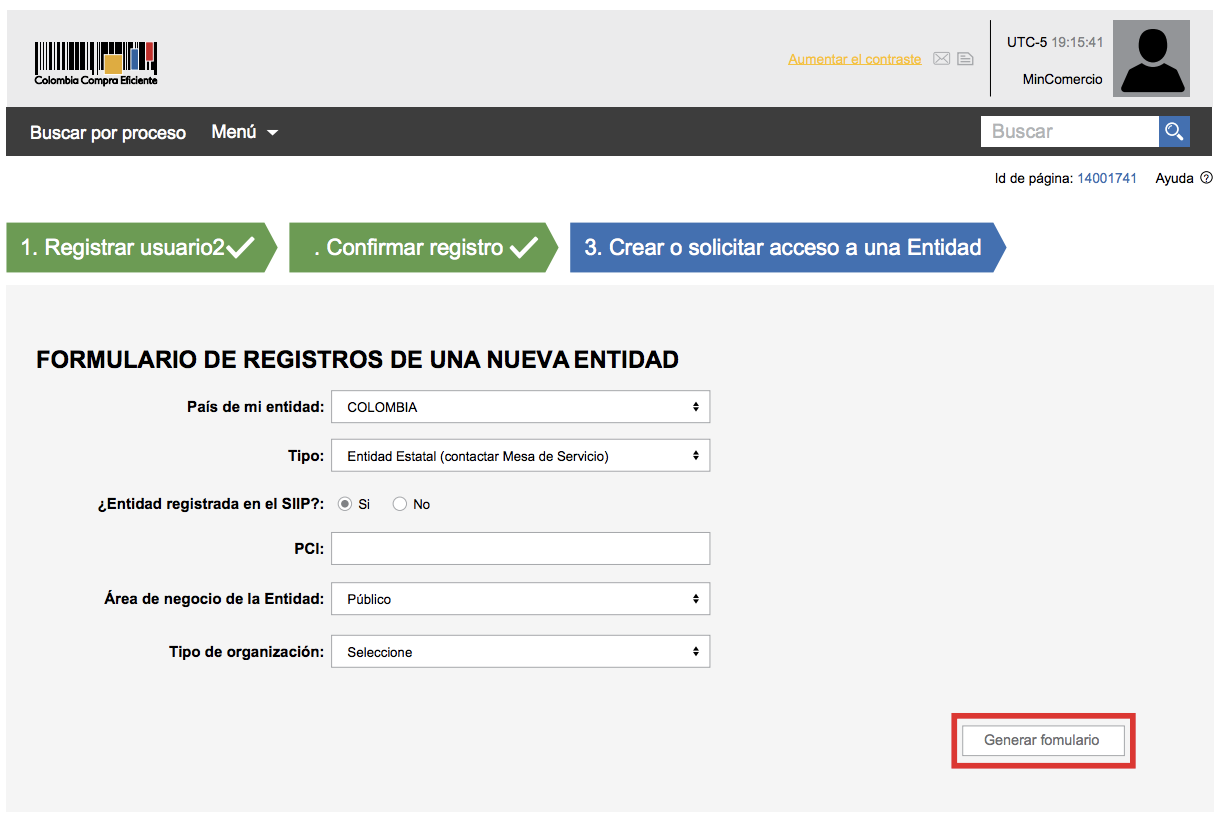 Colombia Compra Eficiente
Aumentar el contraste
UTC-5 19:15:41
MinComercio
Buscar por proceso Menú
Buscar
Id de página: 14001741 Ayuda ?
1. Registrar usuario2
. Confirmar registro
3. Crear o solicitar acceso a una Entidad
FORMULARIO DE REGISTROS DE UNA NUEVA ENTIDAD
País de mi entidad: COLOMBIA
Tipo: Entidad Estatal (contactar Mesa de Servicio)
¿Entidad registrada en el SIIP?: Si No
PCI:
Área de negocio de la Entidad: Público
Tipo de organización: Seleccione
Generar fomulario